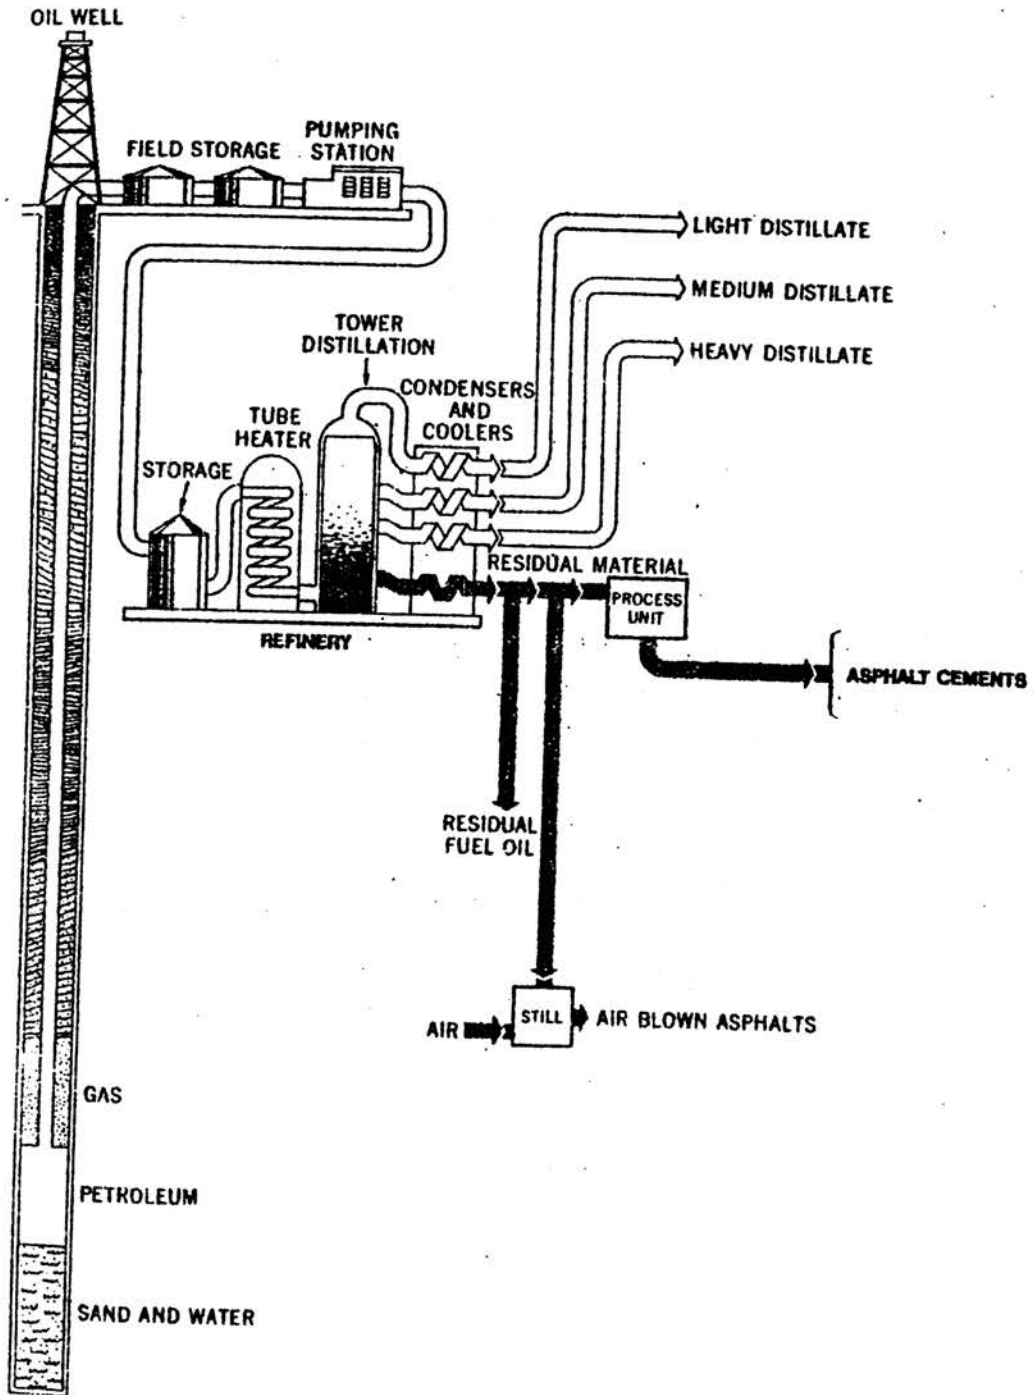 OIL WELL
FIELD STORAGE
PUMPING
STATION
LIGHT DISTILLATE
MEDIUM DISTILLATE
HEAVY DISTILLATE
TOWER
DISTILLATION
CONDENSERS
AND
COOLERS
TUBE
HEATER
STORAGE
RESIDUAL MATERIAL
PROCESS
UNIT
REFINERY
ASPHALT CEMENTS
RESIDUAL
FUEL OIL
AIR
STILL
AIR BLOWN ASPHALTS
GAS
PETROLEUM
SAND AND WATER